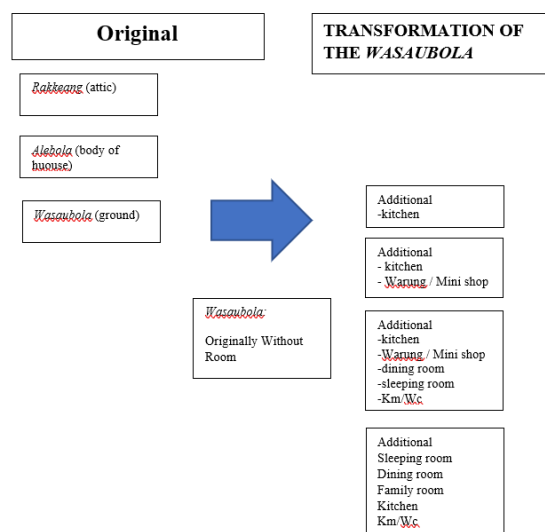 Original
Rakkeang (attic)
Alebola (body of
huouse)
Wasaubola (ground)
Wasaubola:
Originally Without
Room
TRANSFORMATION OF
THE WASAUBOLA
Additional
-kitchen
Additional
- kitchen
- Warung / Mini shop
Additional
-kitchen
-Warung / Mini shop
-dining room
-sleeping room
-Km/Wc
Additional
Sleeping room
Dining room
Family room
Kitchen
Km/Wc